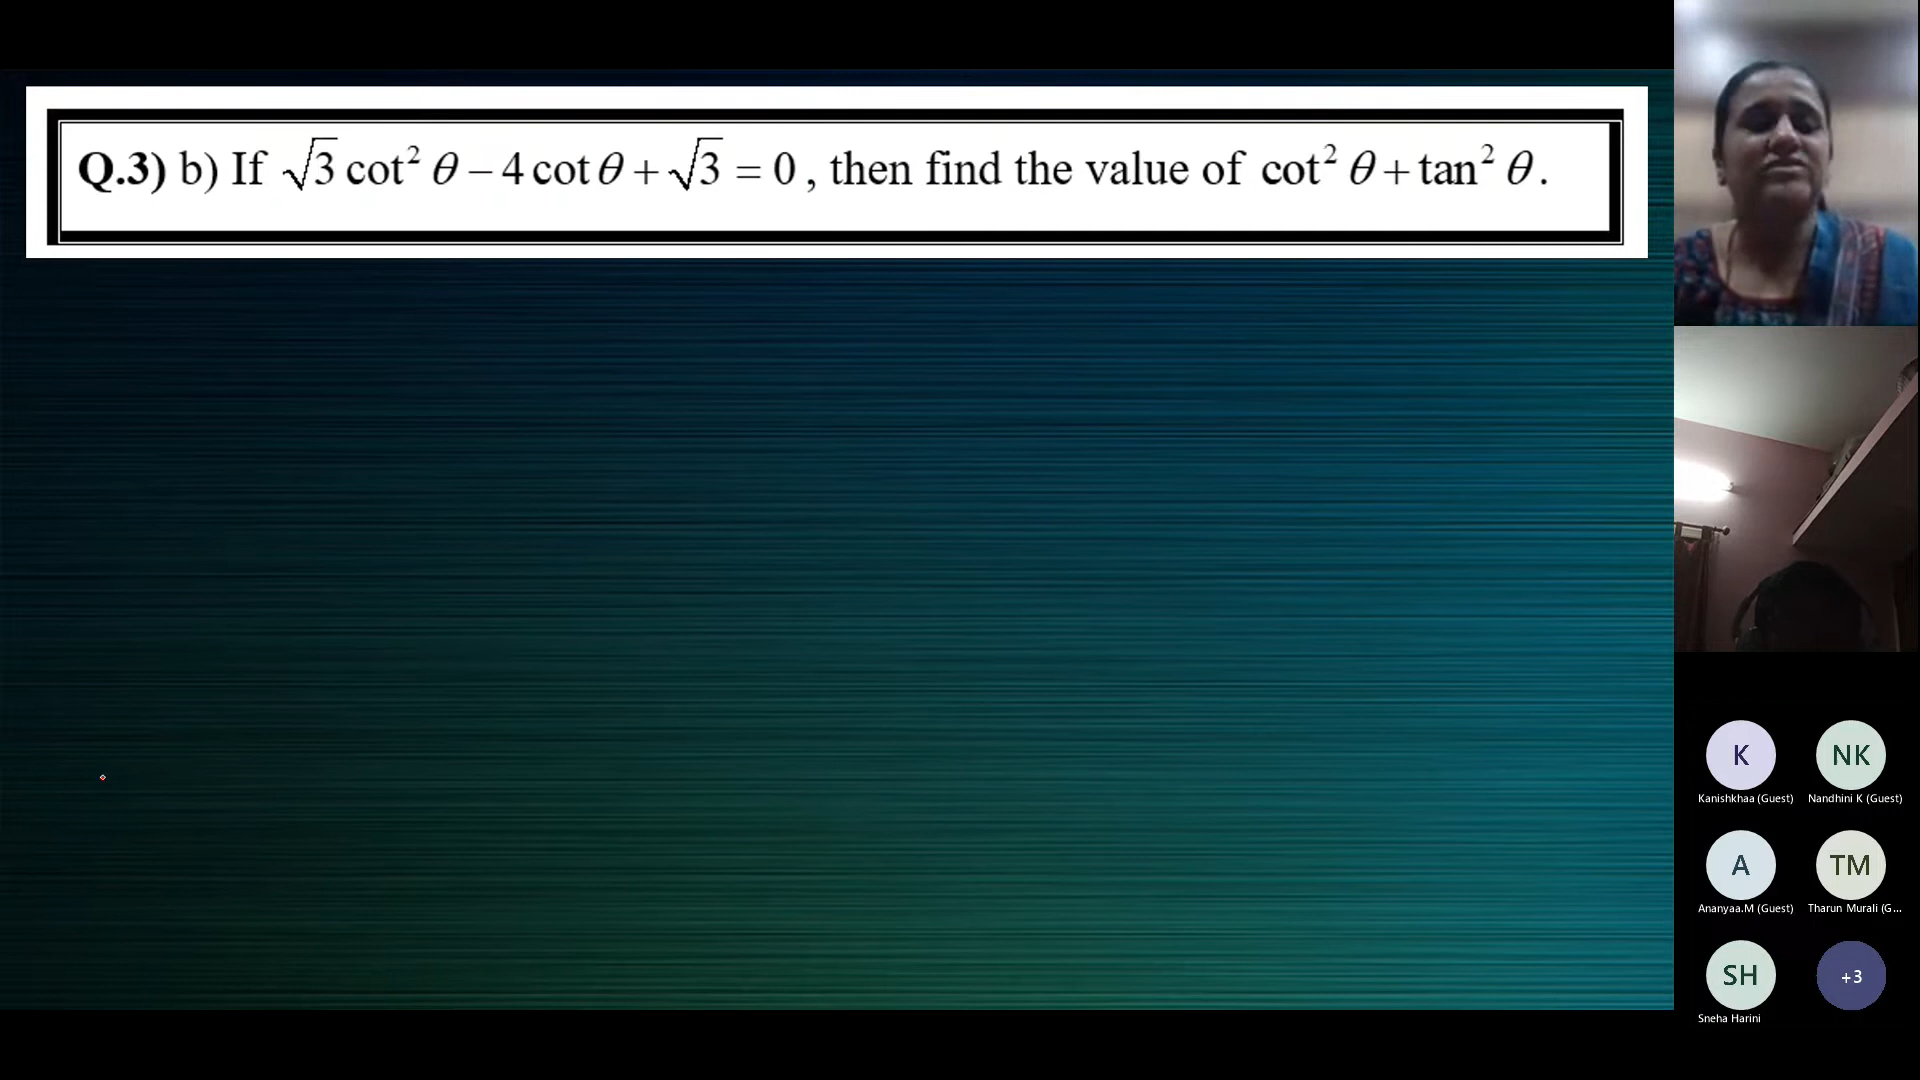 Q.3) b) If √3 cot² θ − 4 cot θ + √3 = 0 , then find the value of cot² θ + tan² θ .
K
NK
Kanishkhaa (Guest)
Nandhini K (Guest)
A
TM
Ananyaa.M (Guest)
Tharun Murali (G...
SH
+3
Sneha Harini